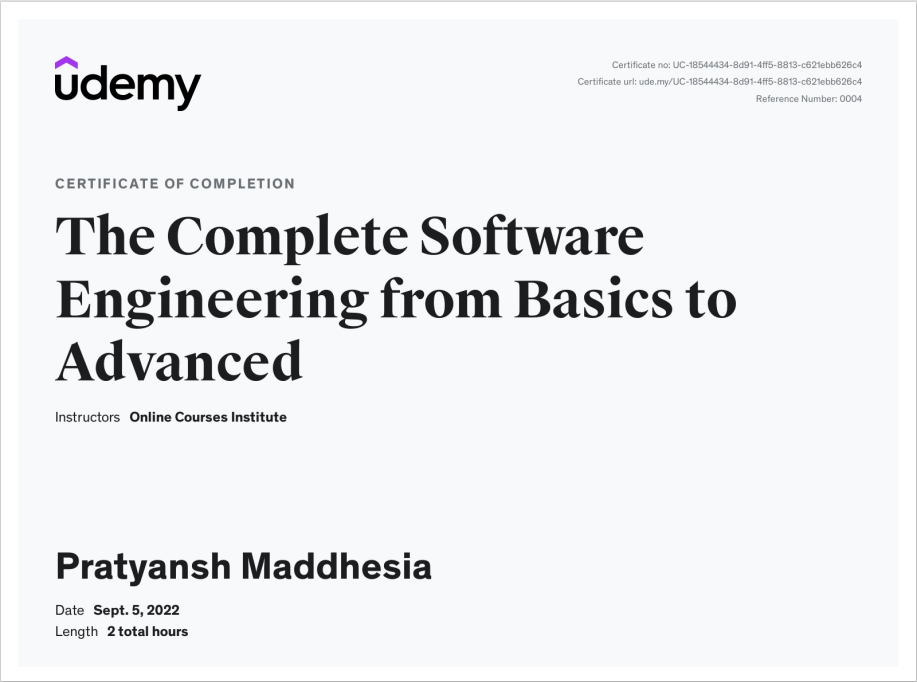 udemy
Certificate no: UC-18544434-8d91-4ff5-8813-c621ebb626c4
Certificate url: ude.my/UC-18544434-8d91-4ff5-8813-c621ebb626c4
Reference Number: 0004
CERTIFICATE OF COMPLETION
The Complete Software
Engineering from Basics to
Advanced
Instructors Online Courses Institute
Pratyansh Maddhesia
Date Sept. 5, 2022
Length 2 total hours